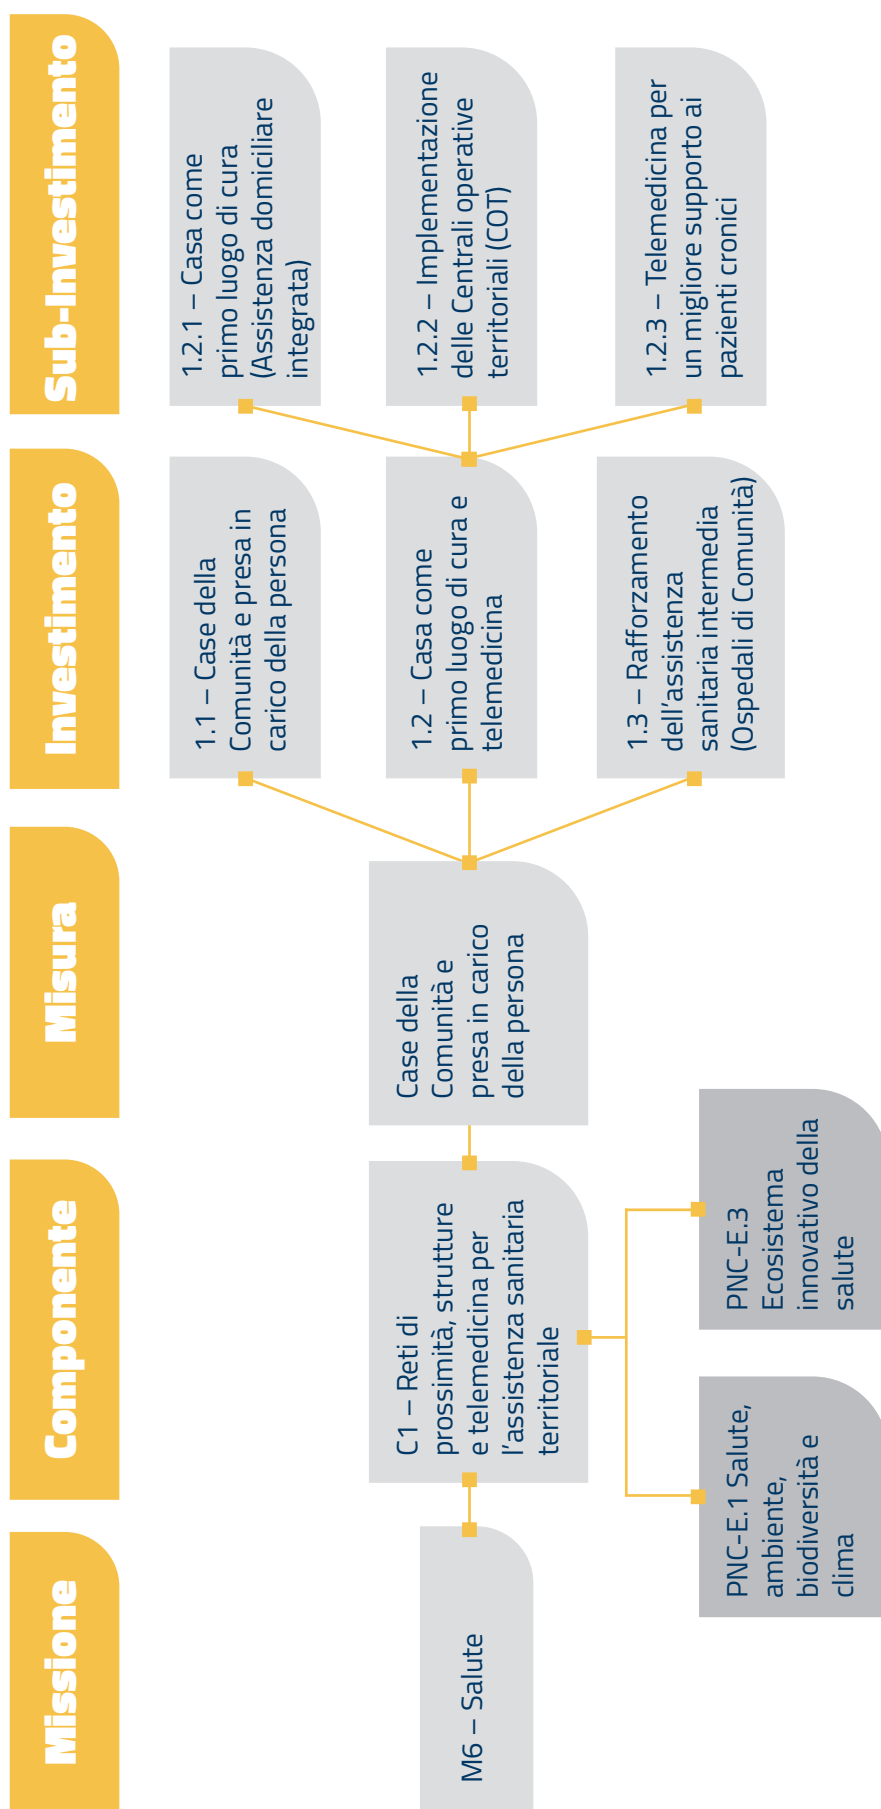 Missione
Componente
Misura
Investimento
Sub-Investimento
M6 – Salute
C1 – Reti di
prossimità, strutture
e telemedicina per
l'assistenza sanitaria
territoriale
PNC-E.1 Salute,
ambiente,
biodiversità e
clima
PNC-E.3
Ecosistema
innovativo della
salute
Case della
Comunità e
presa in carico
della persona
1.1 – Case della
Comunità e presa in
carico della persona
1.2 – Casa come
primo luogo di cura e
telemedicina
1.3 – Rafforzamento
dell'assistenza
sanitaria intermedia
(Ospedali di Comunità)
1.2.1 – Casa come
primo luogo di cura
(Assistenza domiciliare
integrata)
1.2.2 – Implementazione
delle Centrali operative
territoriali (COT)
1.2.3 – Telemedicina per
un migliore supporto ai
pazienti cronici